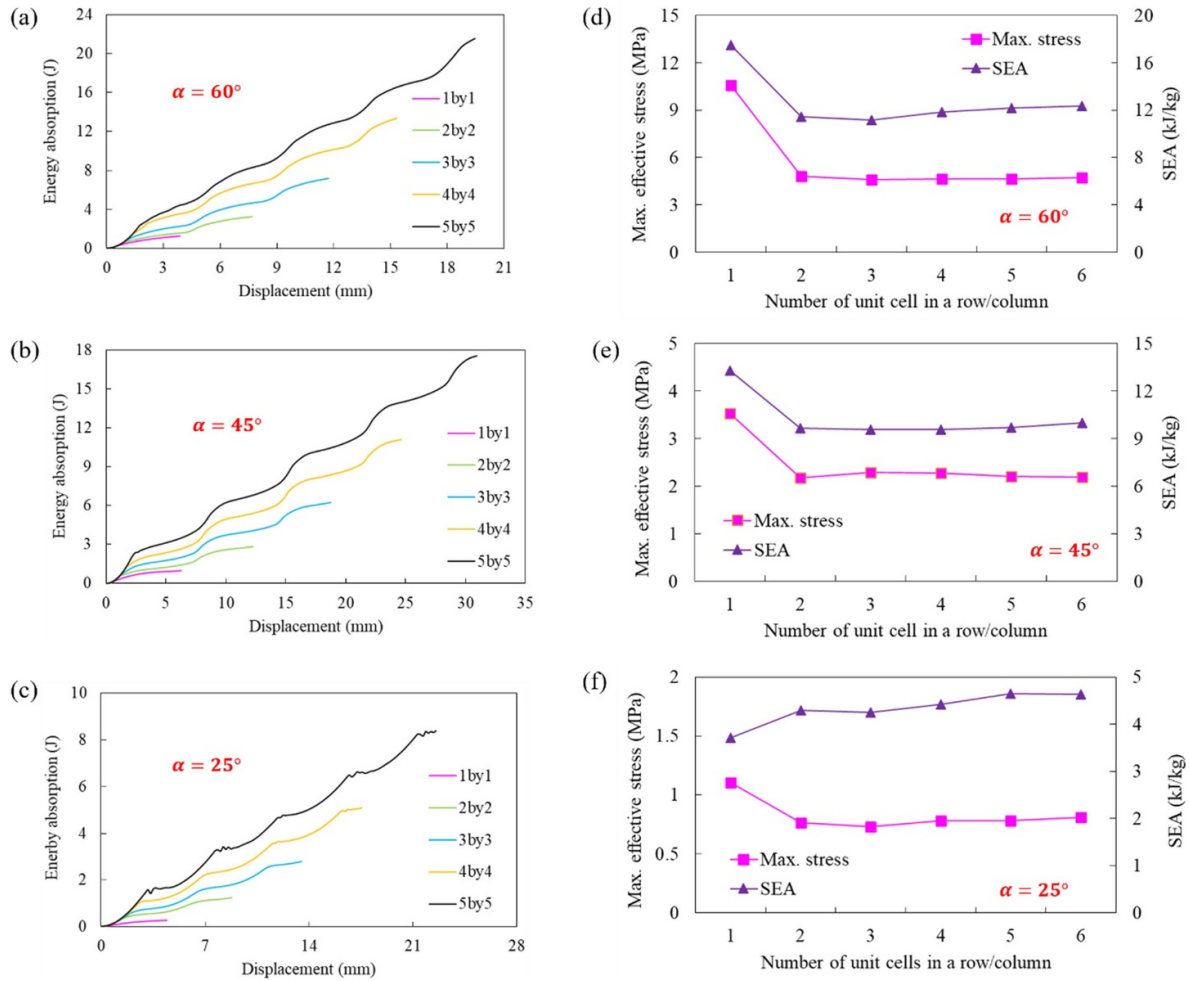 (a)
24
20
16
12
8
4
0
Energy absorption (J)
α = 60°
1by1
2by2
3by3
4by4
5by5
0 3 6 9 12 15 18 21
Displacement (mm)
(d)
15
12
9
6
3
0
Max. effective stress (MPa)
Max. stress
SEA
20
16
12
8
4
0
SEA (kJ/kg)
α = 60°
1 2 3 4 5 6
Number of unit cell in a row/column
(b)
18
15
12
9
6
3
0
Energy absorption (J)
α = 45°
1by1
2by2
3by3
4by4
5by5
0 5 10 15 20 25 30 35
Displacement (mm)
(e)
5
4
3
2
1
0
Max. effective stress (MPa)
Max. stress
SEA
15
12
9
6
3
0
SEA (kJ/kg)
α = 45°
1 2 3 4 5 6
Number of unit cell in a row/column
(c)
10
8
6
4
2
0
Enerby absorption (J)
α = 25°
1by1
2by2
3by3
4by4
5by5
0 7 14 21 28
Displacement (mm)
(f)
2
1.5
1
0.5
0
Max. effective stress (MPa)
Max. stress
SEA
5
4
3
2
1
0
SEA (kJ/kg)
α = 25°
1 2 3 4 5 6
Number of unit cells in a row/column